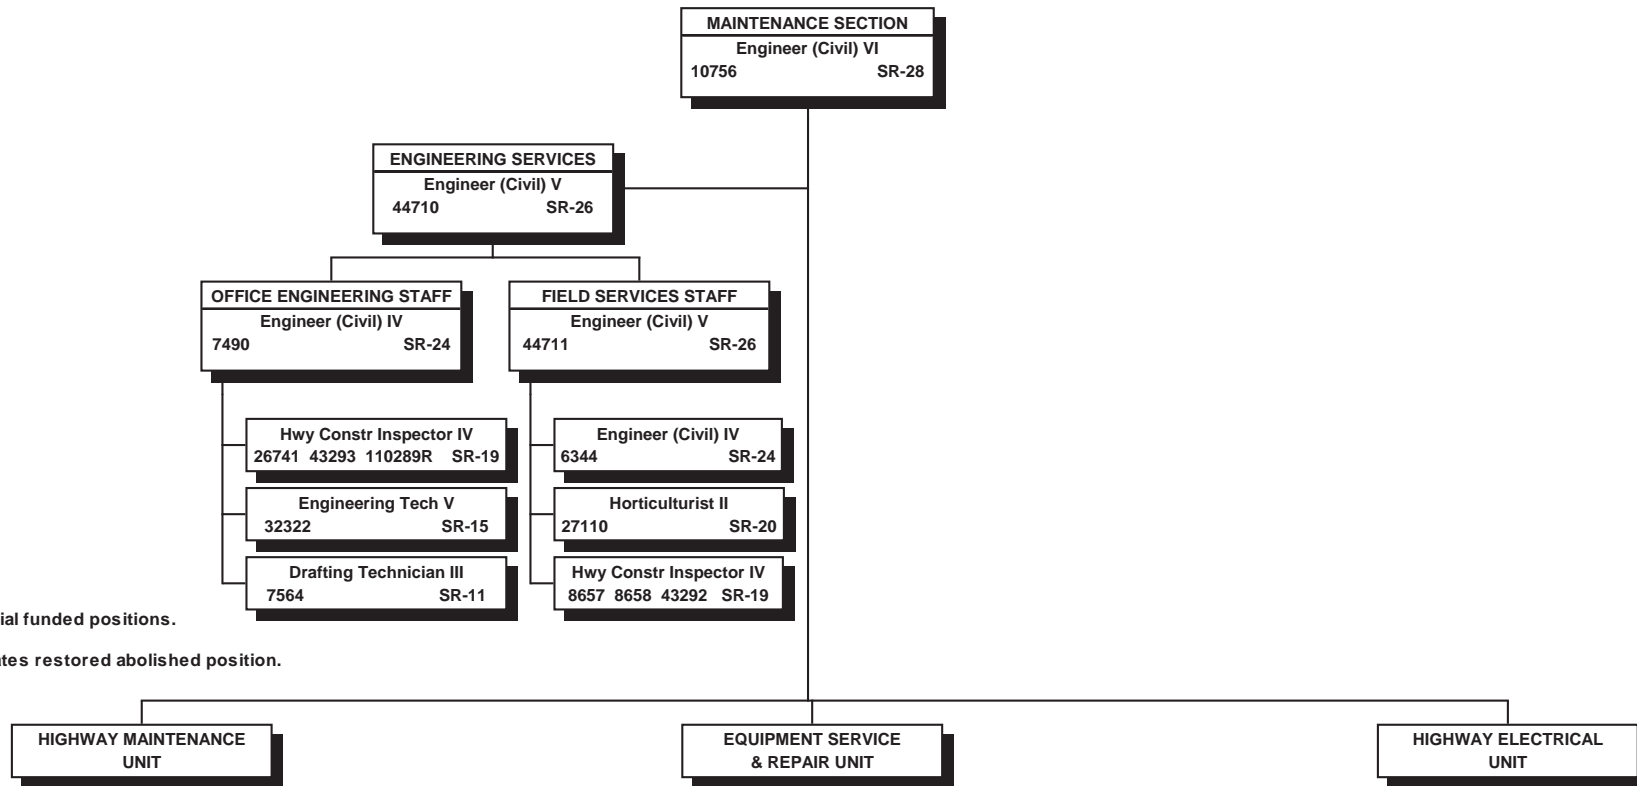 MAINTENANCE SECTION
Engineer (Civil) VI
10756 SR-28
ENGINEERING SERVICES
Engineer (Civil) V
44710 SR-26
OFFICE ENGINEERING STAFF
Engineer (Civil) IV
7490 SR-24
FIELD SERVICES STAFF
Engineer (Civil) V
44711 SR-26
Hwy Constr Inspector IV
26741 43293 110289R SR-19
Engineering Tech V
32322 SR-15
Drafting Technician III
7564 SR-11
Engineer (Civil) IV
6344 SR-24
Horticulturist II
27110 SR-20
Hwy Constr Inspector IV
8657 8658 43292 SR-19
funded positions.
restored abolished position.
HIGHWAY MAINTENANCE
UNIT
EQUIPMENT SERVICE
& REPAIR UNIT
HIGHWAY ELECTRICAL
UNIT